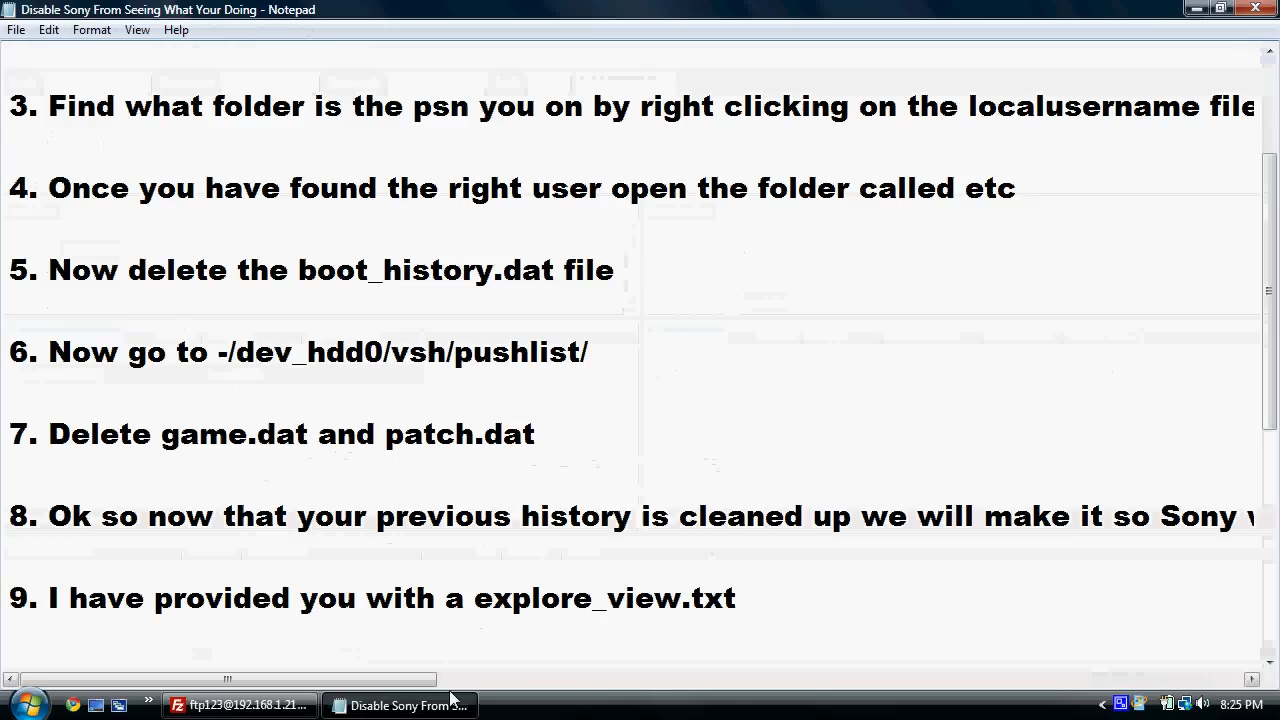 Disable Sony From Seeing What Your Doing - Notepad
File Edit Format View Help
3. Find what folder is the psn you on by right clicking on the localusername file
4. Once you have found the right user open the folder called etc
5. Now delete the boot_history.dat file
6. Now go to -/dev_hdd0/vsh/pushlist/
7. Delete game.dat and patch.dat
8. Ok so now that your previous history is cleaned up we will make it so Sony
9. I have provided you with a explore_view.txt
ftp123@192.168.1.21... Disable Sony From ... 8:25 PM